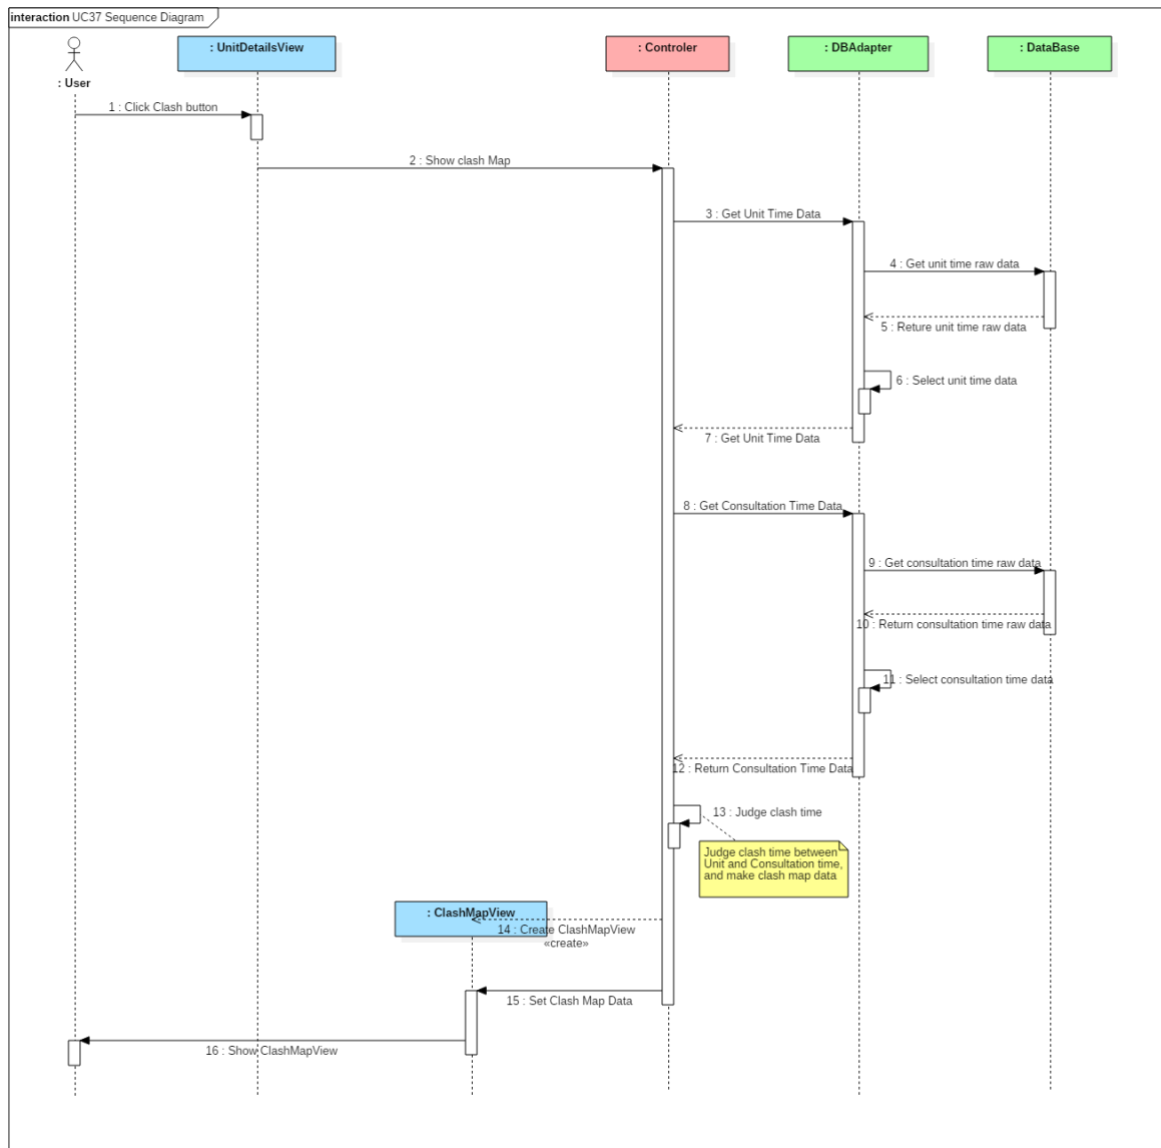 interaction UC37 Sequence Diagram
: User
: UnitDetailsView
: Controler
: DBAdapter
: DataBase
1 : Click Clash button
2 : Show clash Map
3 : Get Unit Time Data
4 : Get unit time raw data
5 : Reture unit time raw data
6 : Select unit time data
7 : Get Unit Time Data
8 : Get Consultation Time Data
9 : Get consultation time raw data
10 : Return consultation time raw data
11 : Select consultation time data
12 : Return Consultation Time Data
13 : Judge clash time
Judge clash time between
Unit and Consultation time,
and make clash map data
: ClashMapView
14 : Create ClashMapView
«create»
15 : Set Clash Map Data
16 : Show ClashMapView